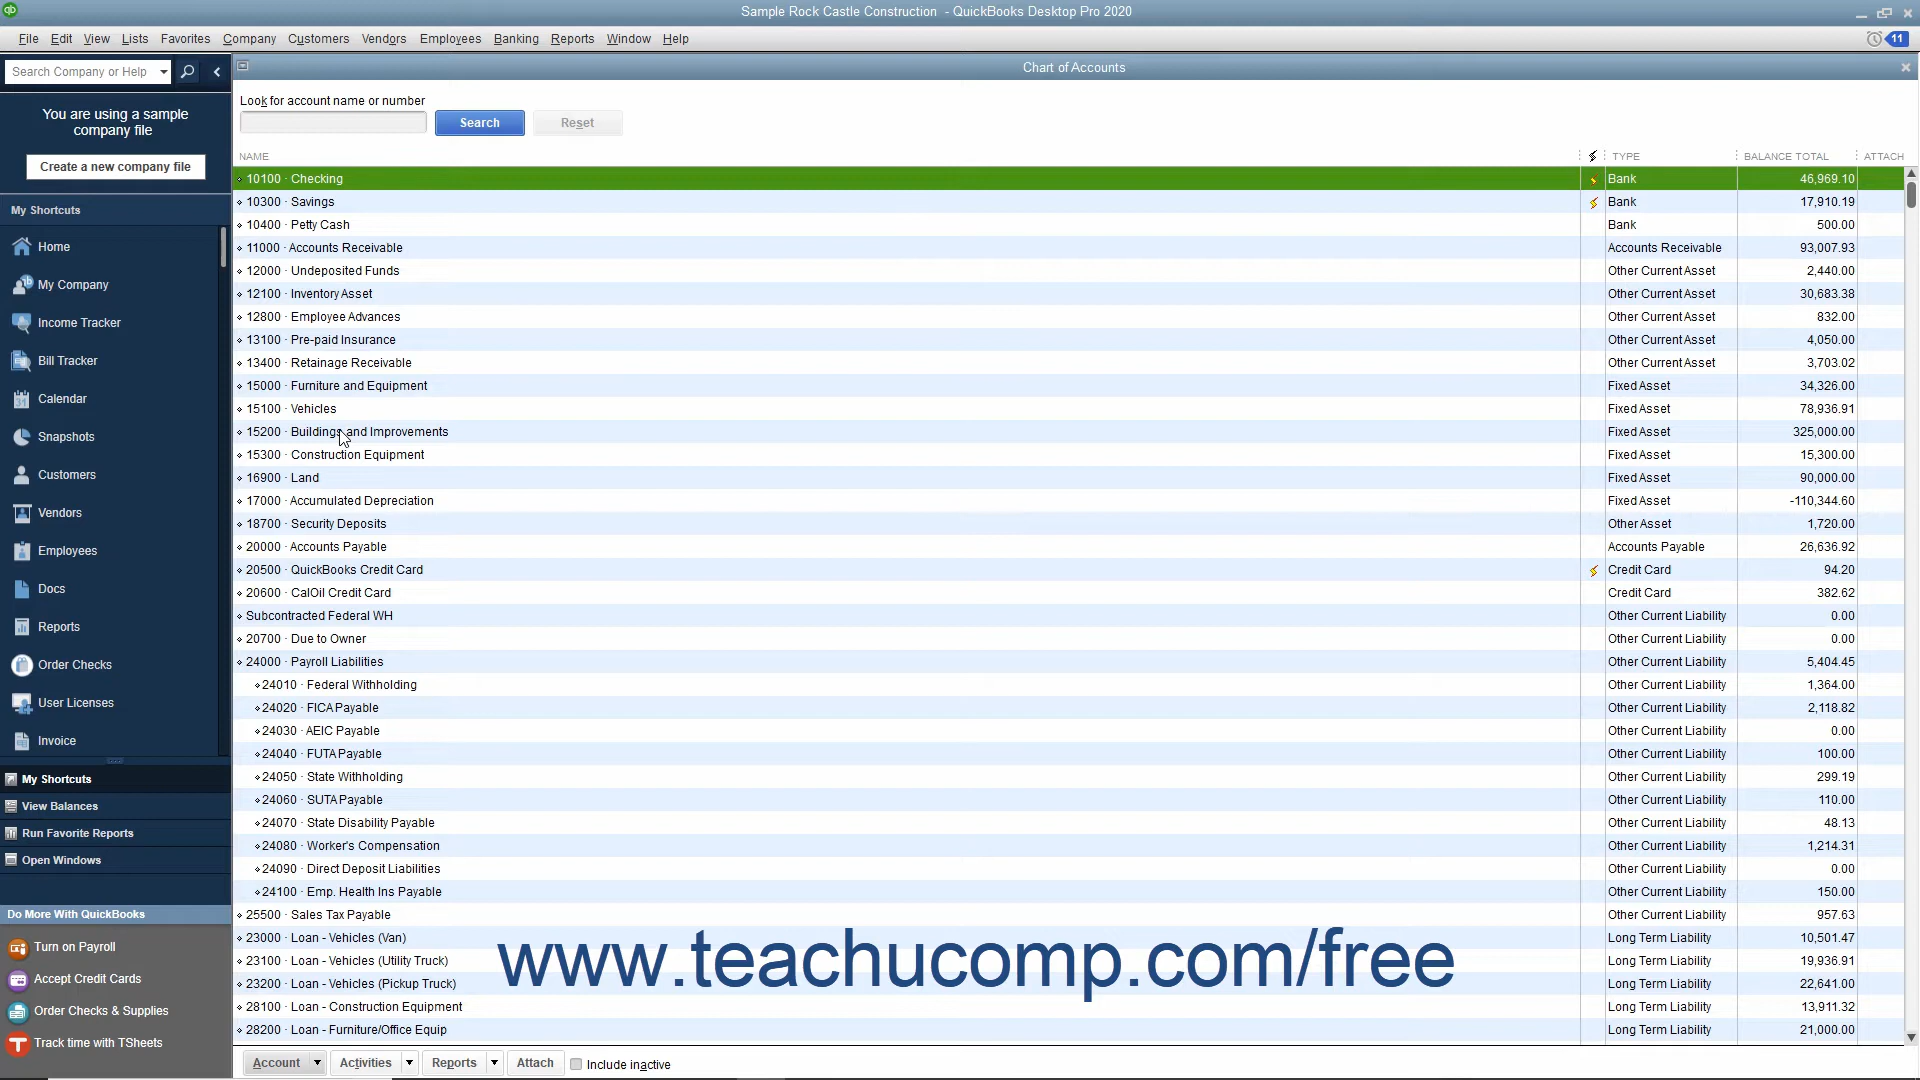 qb
Sample Rock Castle Construction - QuickBooks Desktop Pro 2020
File Edit View Lists Favorites Company Customers Vendors Employees Banking Reports Window Help
11
Search Company or Help
Chart of Accounts
You are using a sample
company file
Create a new company file
My Shortcuts
Home
My Company
Income Tracker
Bill Tracker
Calendar
Snapshots
Customers
Vendors
Employees
Docs
Reports
Order Checks
User Licenses
Invoice
My Shortcuts
View Balances
Run Favorite Reports
Open Windows
Do More With QuickBooks
Turn on Payroll
Accept Credit Cards
Order Checks & Supplies
Track time with TSheets
Look for account name or number
Search Reset
NAME TYPE BALANCE TOTAL ATTACH
10100 · Checking Bank 46,969.10
10300 · Savings Bank 17,910.19
10400 · Petty Cash Bank 500.00
11000 · Accounts Receivable Accounts Receivable 93,007.93
12000 · Undeposited Funds Other Current Asset 2,440.00
12100 · Inventory Asset Other Current Asset 30,683.38
12800 · Employee Advances Other Current Asset 832.00
13100 · Pre-paid Insurance Other Current Asset 4,050.00
13400 · Retainage Receivable Other Current Asset 3,703.02
15000 · Furniture and Equipment Fixed Asset 34,326.00
15100 · Vehicles Fixed Asset 78,936.91
15200 · Buildings and Improvements Fixed Asset 325,000.00
15300 · Construction Equipment Fixed Asset 15,300.00
16900 · Land Fixed Asset 90,000.00
17000 · Accumulated Depreciation Fixed Asset -110,344.60
18700 · Security Deposits Other Asset 1,720.00
20000 · Accounts Payable Accounts Payable 26,636.92
20500 · QuickBooks Credit Card Credit Card 94.20
20600 · CalOil Credit Card Credit Card 382.62
Subcontracted Federal WH Other Current Liability 0.00
20700 · Due to Owner Other Current Liability 0.00
24000 · Payroll Liabilities Other Current Liability 5,404.45
24010 · Federal Withholding Other Current Liability 1,364.00
24020 · FICA Payable Other Current Liability 2,118.82
24030 · AEIC Payable Other Current Liability 0.00
24040 · FUTA Payable Other Current Liability 100.00
24050 · State Withholding Other Current Liability 299.19
24060 · SUTA Payable Other Current Liability 110.00
24070 · State Disability Payable Other Current Liability 48.13
24080 · Worker's Compensation Other Current Liability 1,214.31
24090 · Direct Deposit Liabilities Other Current Liability 0.00
24100 · Emp. Health Ins Payable Other Current Liability 150.00
25500 · Sales Tax Payable Other Current Liability 957.63
23000 · Loan - Vehicles (Van) Long Term Liability 10,501.47
23100 · Loan - Vehicles (Utility Truck) Long Term Liability 19,936.91
23200 · Loan - Vehicles (Pickup Truck) Long Term Liability 22,641.00
28100 · Loan - Construction Equipment Long Term Liability 13,911.32
28200 · Loan - Furniture/Office Equip Long Term Liability 21,000.00
www.teachucomp.com/free
Account Activities Reports Attach Include inactive